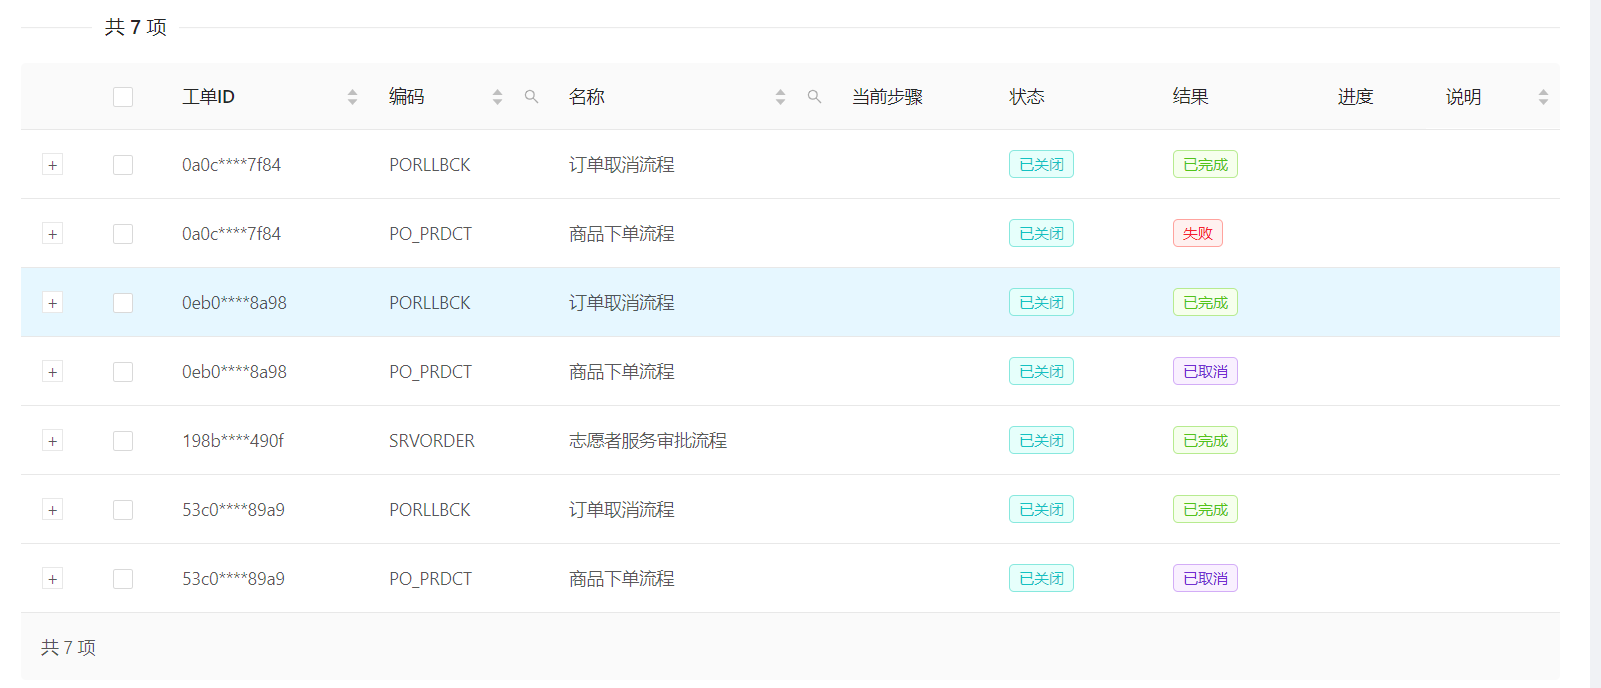 共 7 项
工单ID 编码 名称 当前步骤 状态 结果 进度 说明
+ 0a0c****7f84 PORLLBCK 订单取消流程 已关闭 已完成
+ 0a0c****7f84 PO_PRDCT 商品下单流程 已关闭 失败
+ 0eb0****8a98 PORLLBCK 订单取消流程 已关闭 已完成
+ 0eb0****8a98 PO_PRDCT 商品下单流程 已关闭 已取消
+ 198b****490f SRVORDER 志愿者服务审批流程 已关闭 已完成
+ 53c0****89a9 PORLLBCK 订单取消流程 已关闭 已完成
+ 53c0****89a9 PO_PRDCT 商品下单流程 已关闭 已取消
共 7 项